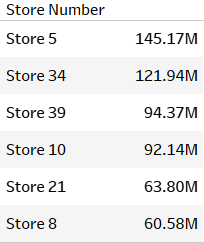 Store Number
Store 5 145.17M
Store 34 121.94M
Store 39 94.37M
Store 10 92.14M
Store 21 63.80M
Store 8 60.58M